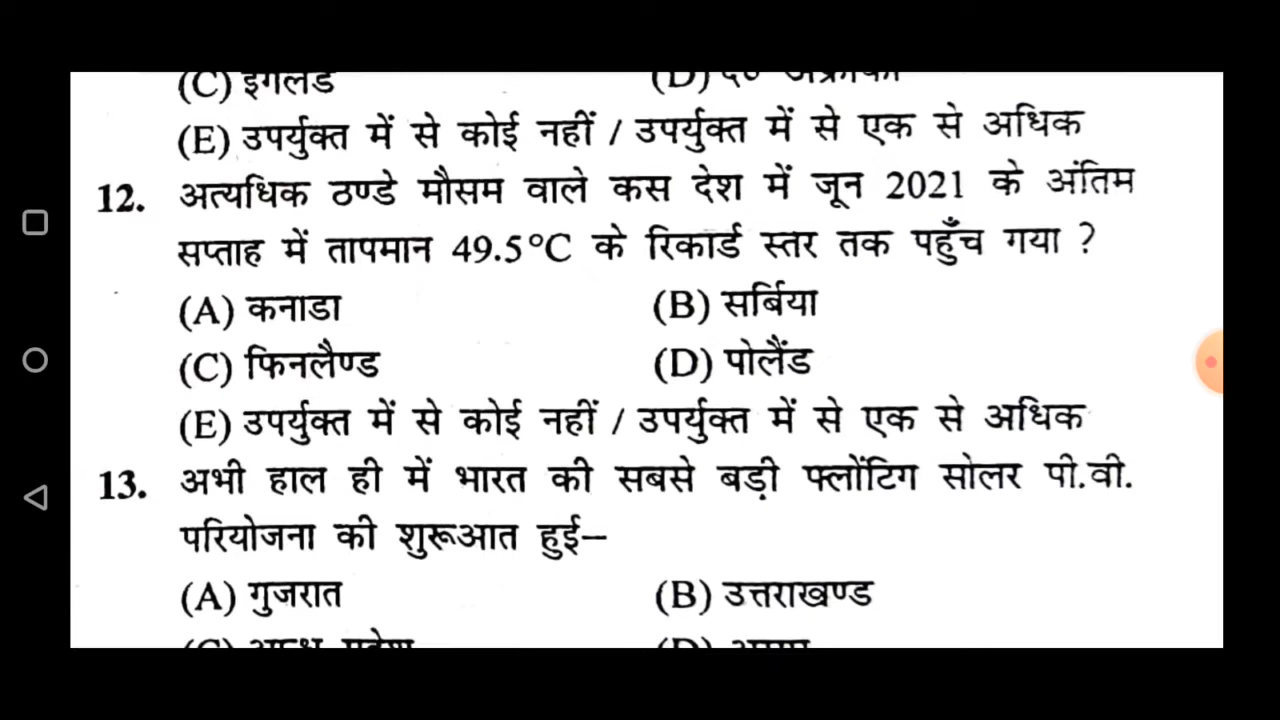 (C) इंगलैंड
(E) उपर्युक्त में से कोई नहीं / उपर्युक्त में से एक से अधिक
12. अत्यधिक ठण्डे मौसम वाले कस देश में जून 2021 के अंतिम
सप्ताह में तापमान 49.5°C के रिकार्ड स्तर तक पहुँच गया ?
(A) कनाडा (B) सर्बिया
(C) फिनलैण्ड (D) पोलैंड
(E) उपर्युक्त में से कोई नहीं / उपर्युक्त में से एक से अधिक
13. अभी हाल ही में भारत की सबसे बड़ी फ्लोंटिग सोलर पी.वी.
परियोजना की शुरूआत हुई–
(A) गुजरात (B) उत्तराखण्ड